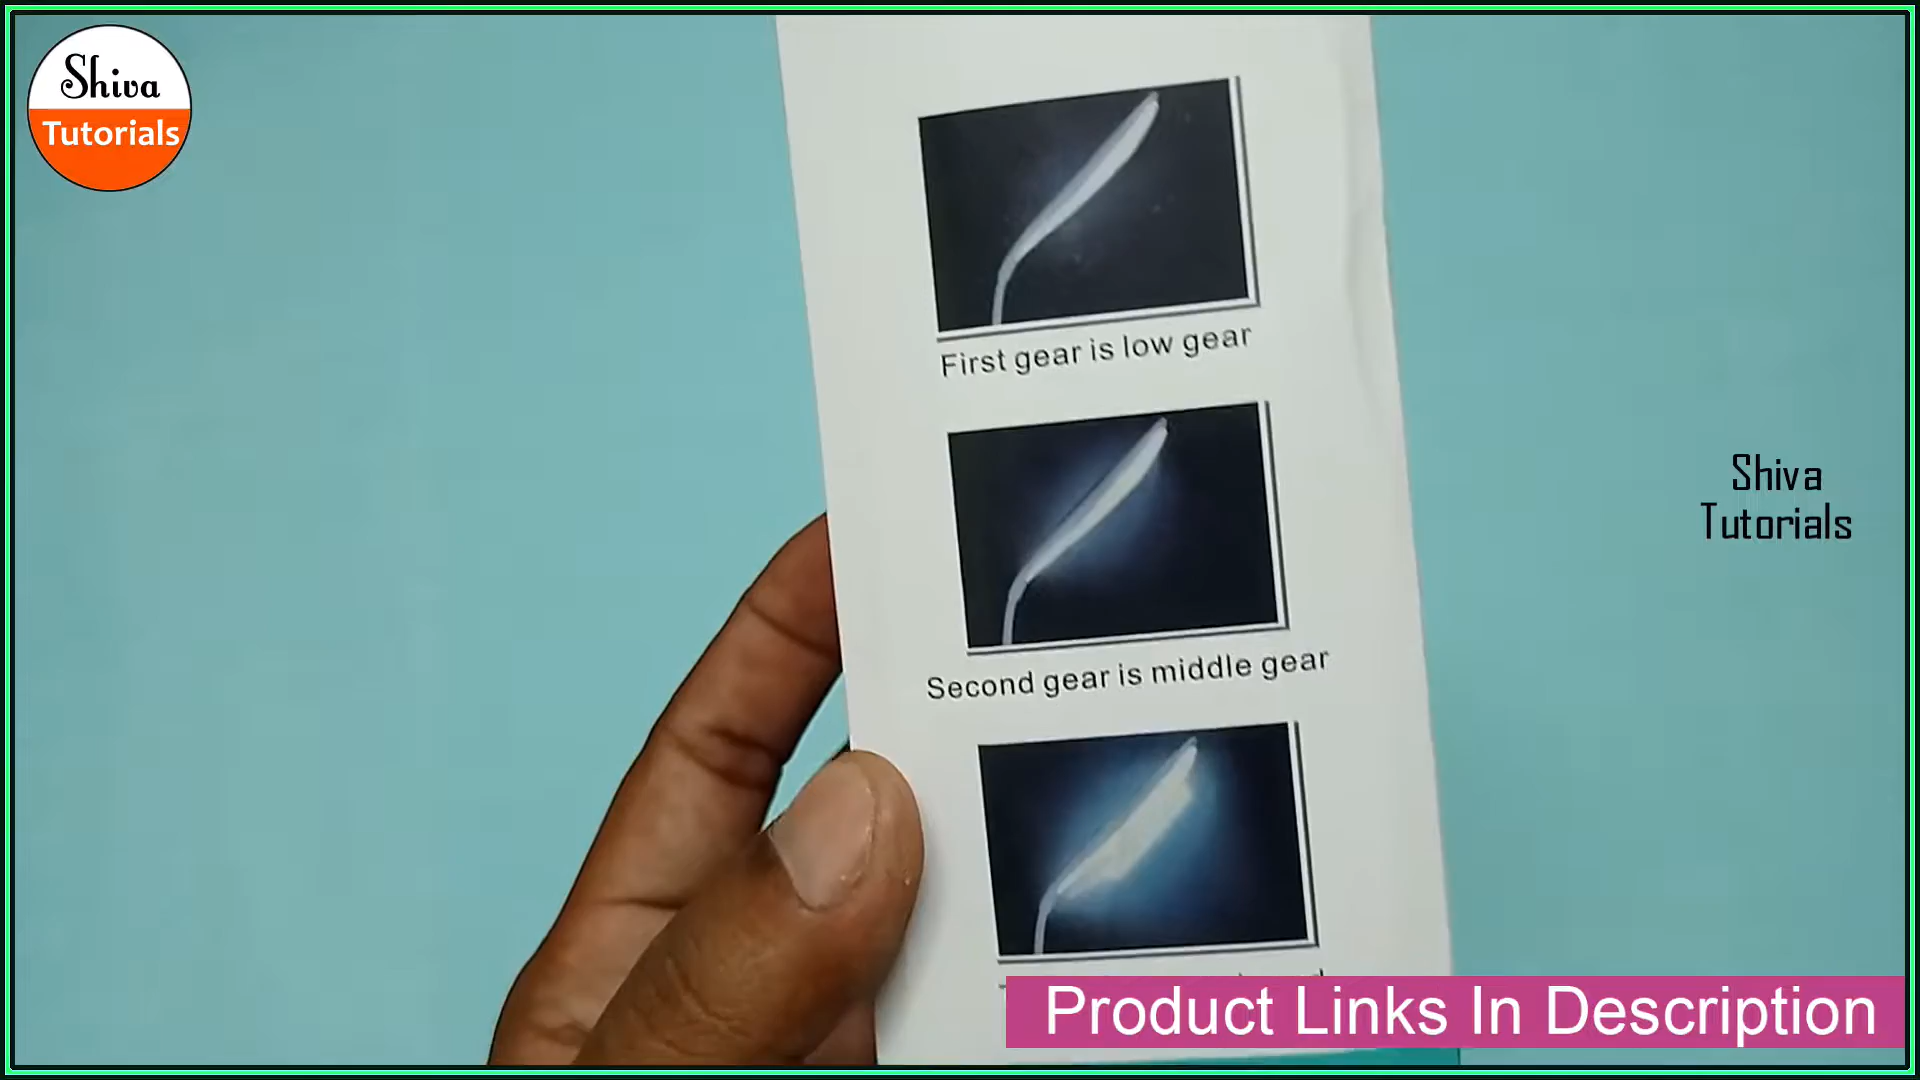 Shiva
Tutorials
First gear is low gear
Second gear is middle gear
Shiva
Tutorials
Product Links In Description